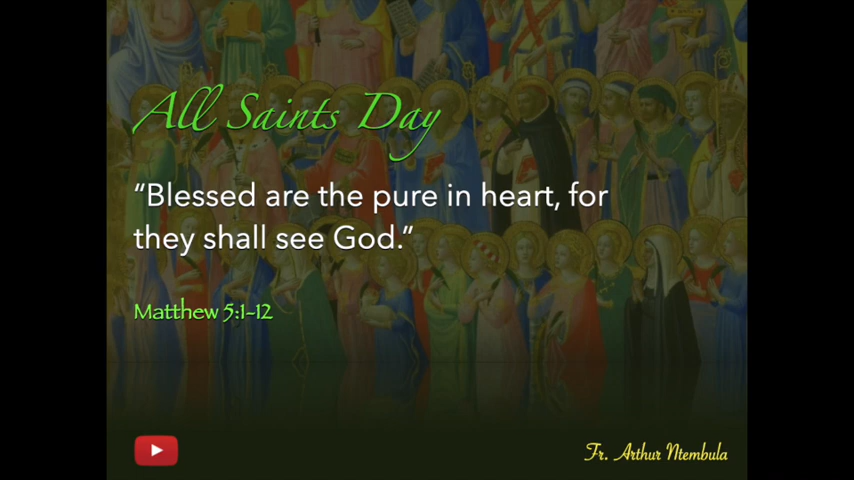 All Saints Day
“Blessed are the pure in heart, for
they shall see God.”
Matthew 5:1-12
Fr. Arthur Ntembula